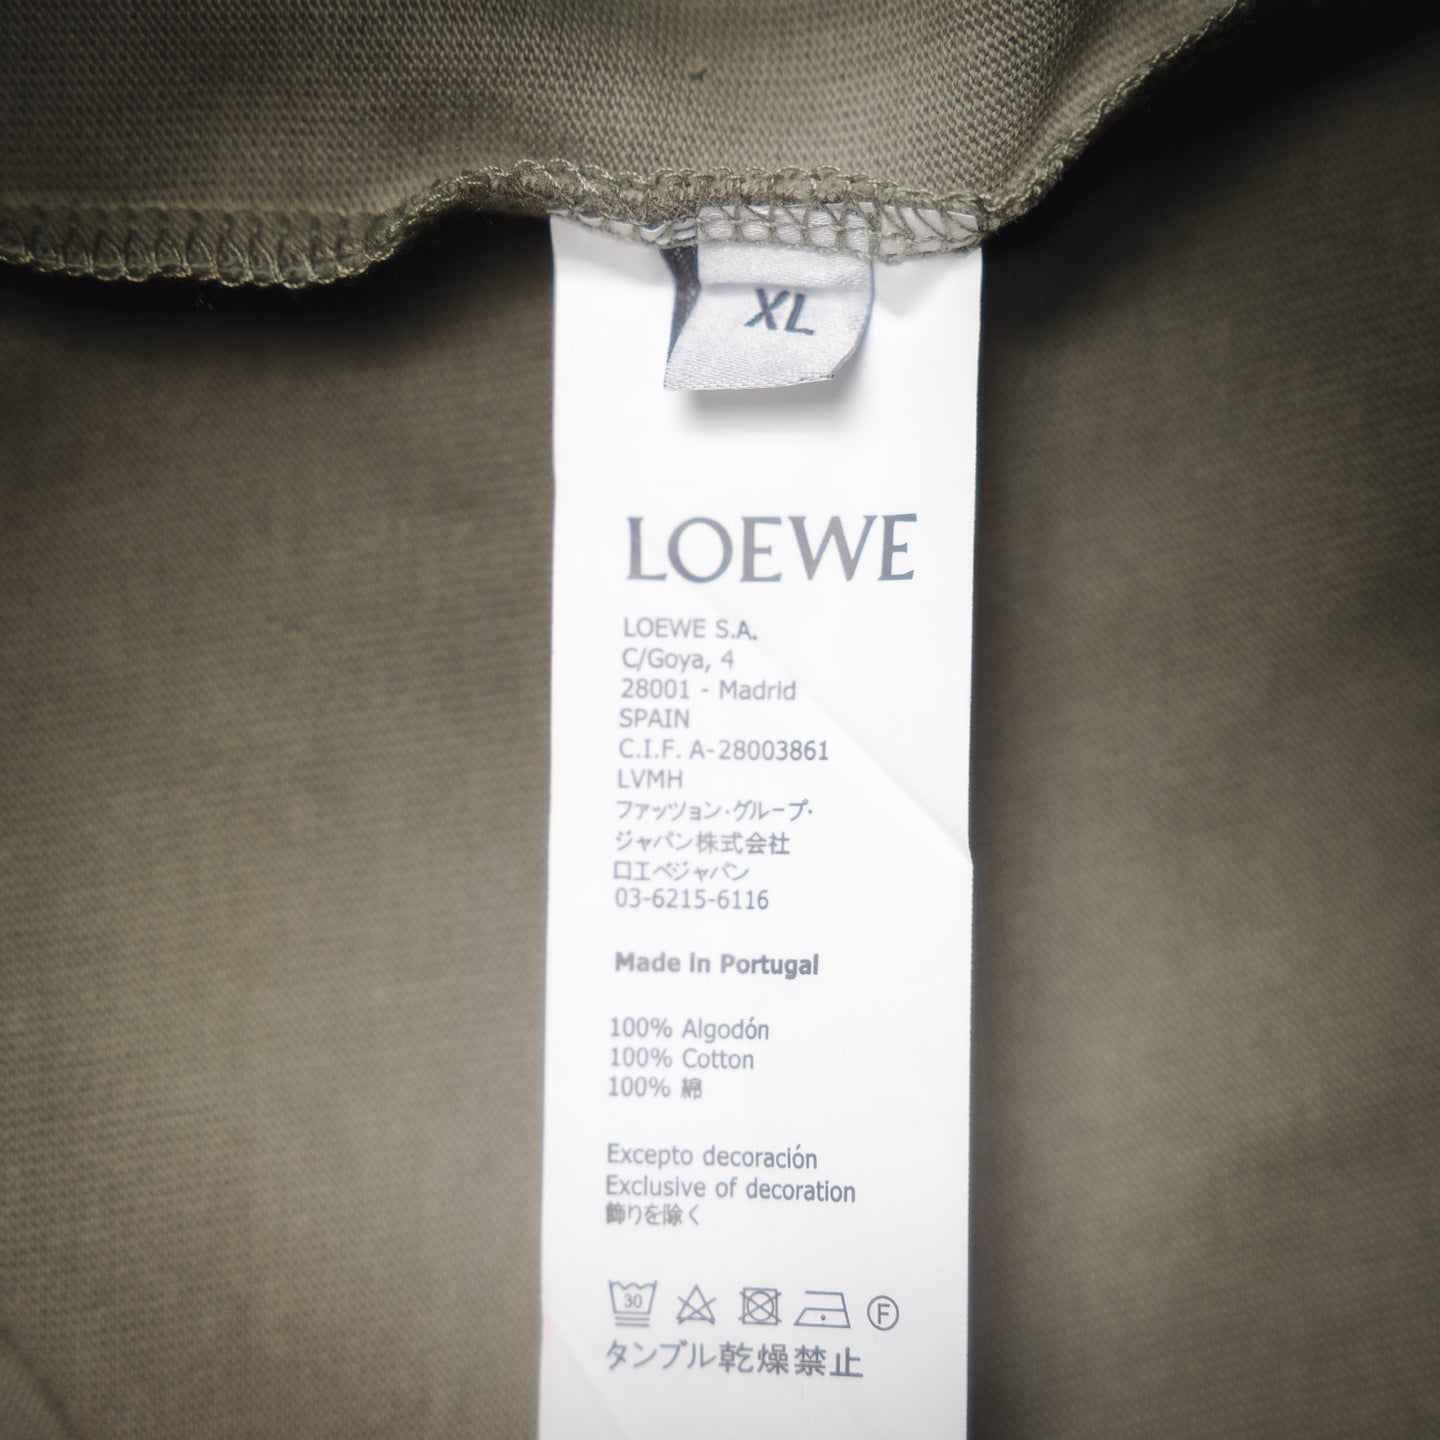 XL
LOEWE
LOEWE S.A.
C/Goya, 4
28001 - Madrid
SPAIN
C.I.F. A-28003861
LVMH
ファッツョン・グループ・
ジャパン株式会社
ロエベジャパン
03-6215-6116
Made in Portugal
100% Algodón
100% Cotton
100% 綿
Excepto decoración
Exclusive of decoration
飾りを除く
30 F
タンブル乾燥禁止